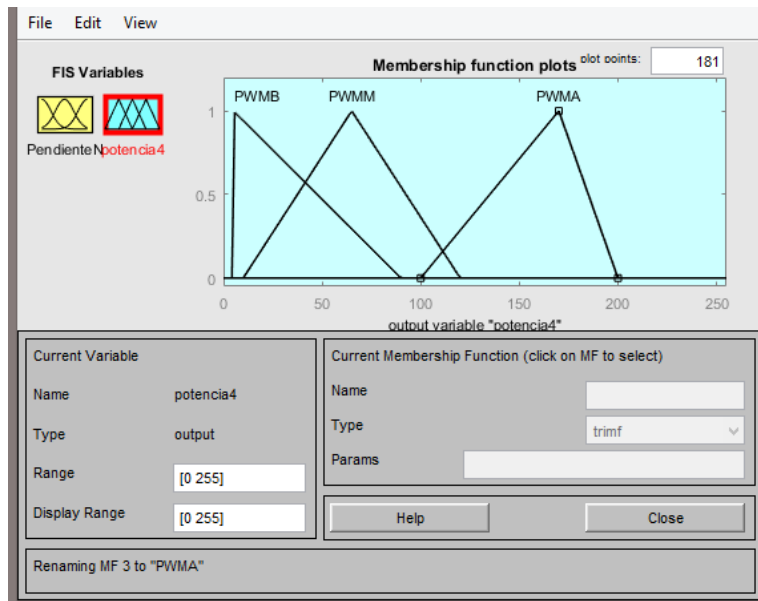 File Edit View
FIS Variables
PendienteN
potencia4
Membership function plots
plot points:
181
PWMB PWMM PWMA
1
0.5
0
0 50 100 150 200 250
output variable "potencia4"
Current Variable
Name potencia4
Type output
Range [0 255]
Display Range [0 255]
Current Membership Function (click on MF to select)
Name
Type trimf
Params
Help Close
Renaming MF 3 to "PWMA"